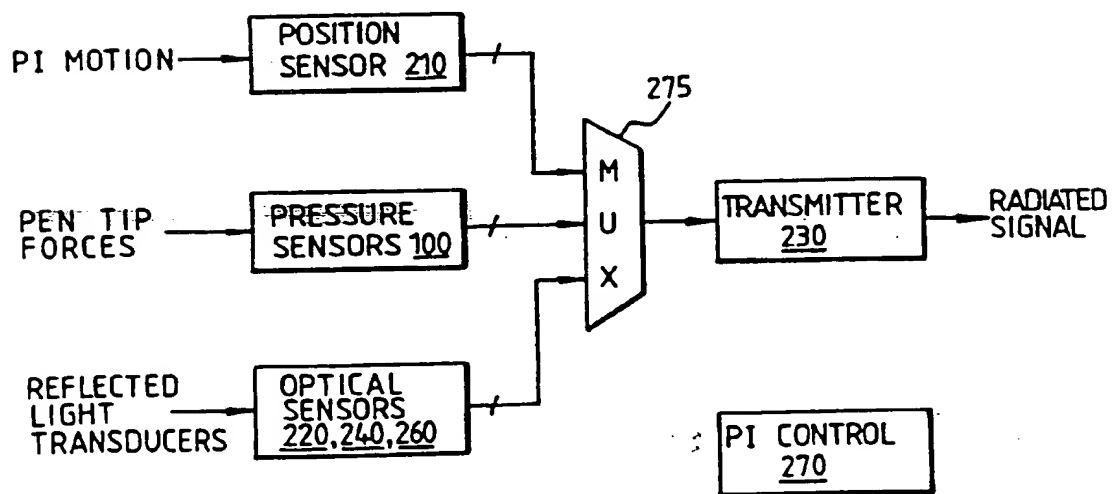 PI MOTION
POSITION
SENSOR 210
275
PEN TIP
FORCES
PRESSURE
SENSORS 100
M
U
X
TRANSMITTER
230
RADIATED
SIGNAL
REFLECTED
LIGHT
TRANSDUCERS
OPTICAL
SENSORS
220, 240, 260
PI CONTROL
270